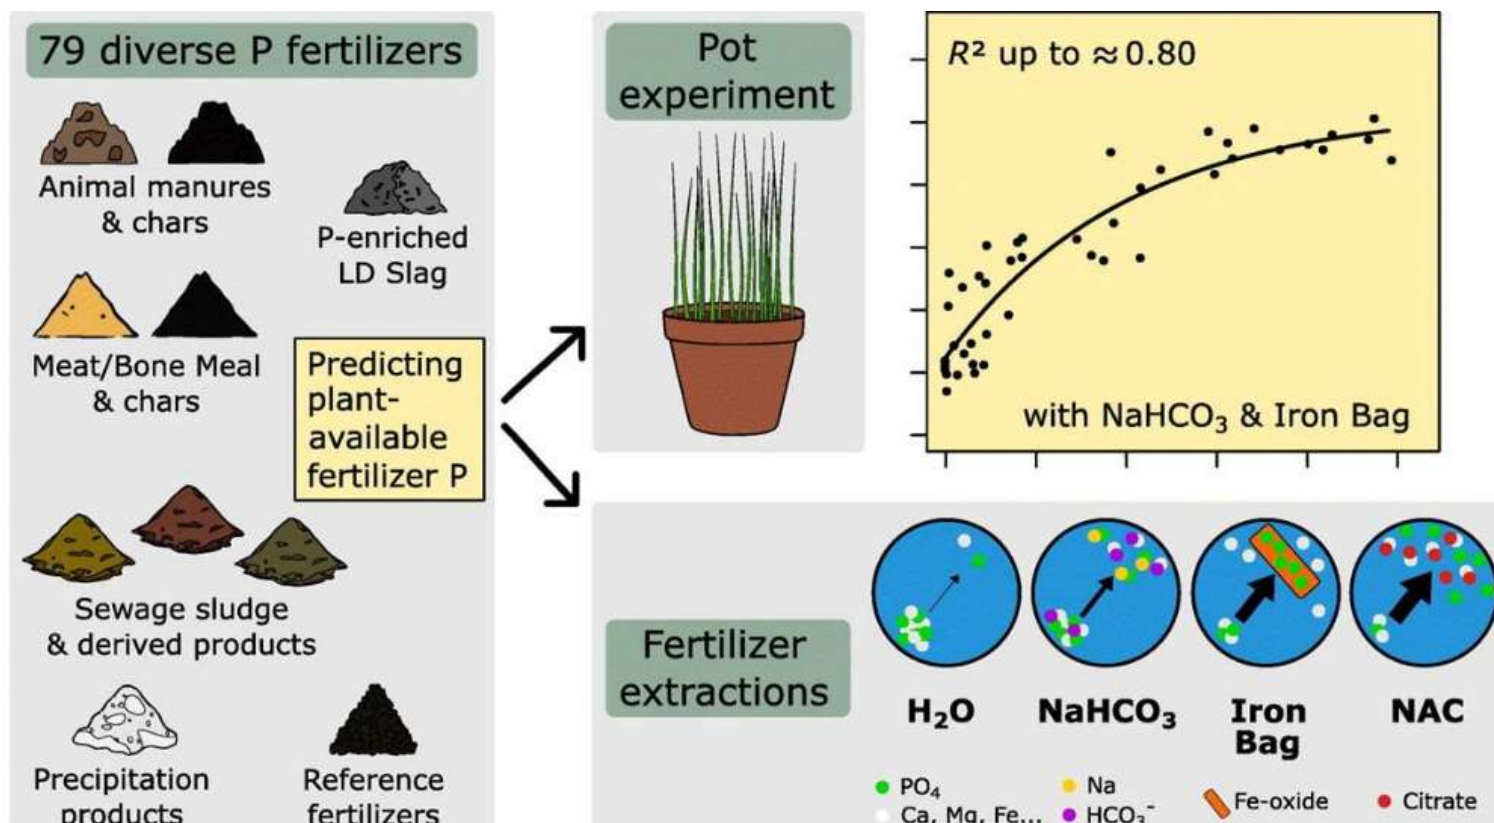 79 diverse P fertilizers
Animal manures
& chars
P-enriched
LD Slag
Meat/Bone Meal
& chars
Predicting
plant-
available
fertilizer P
Sewage sludge
& derived products
Precipitation
products
Reference
fertilizers
Pot
experiment
R² up to ≈ 0.80
with NaHCO₃ & Iron Bag
Fertilizer
extractions
H₂O
NaHCO₃
Iron
Bag
NAC
PO₄
Ca, Mg, Fe...
Na
HCO₃⁻
Fe-oxide
Citrate